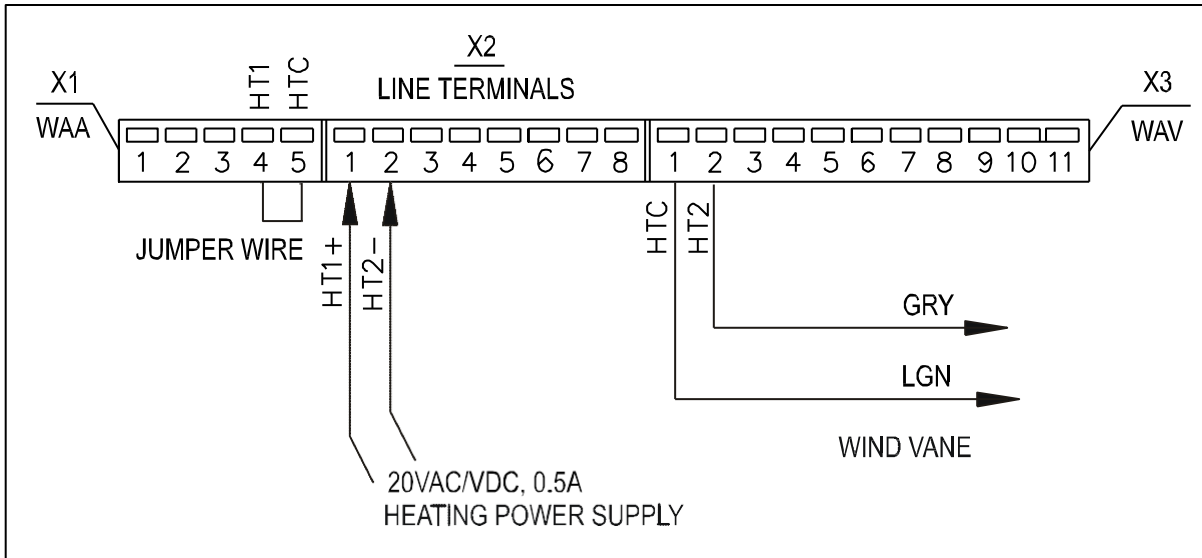 X1
WAA
HT1
HTC
X2
LINE TERMINALS
X3
WAV
1 2 3 4 5 1 2 3 4 5 6 7 8 1 2 3 4 5 6 7 8 9 10 11
JUMPER WIRE
HT1+
HT2-
HTC
HT2
GRY
LGN
WIND VANE
20VAC/VDC, 0.5A
HEATING POWER SUPPLY